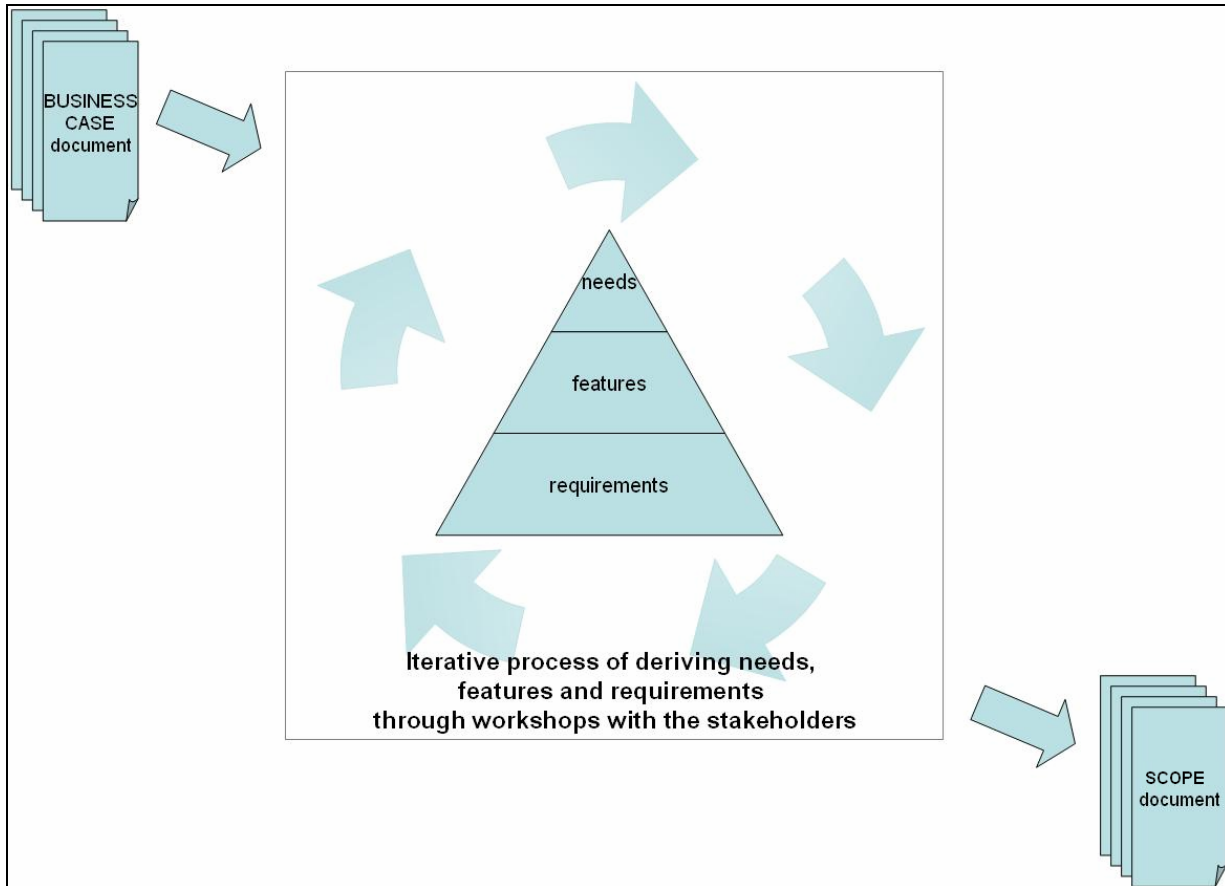 BUSINESS
CASE
document
needs
features
requirements
Iterative process of deriving needs,
features and requirements
through workshops with the stakeholders
SCOPE
document